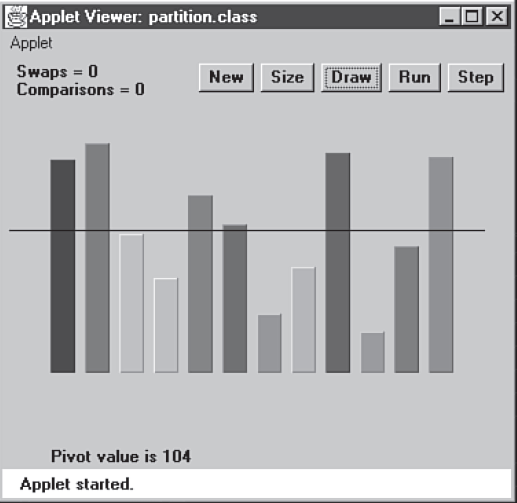 Applet Viewer: partition.class
Applet
Swaps = 0
Comparisons = 0
New Size Draw Run Step
Pivot value is 104
Applet started.